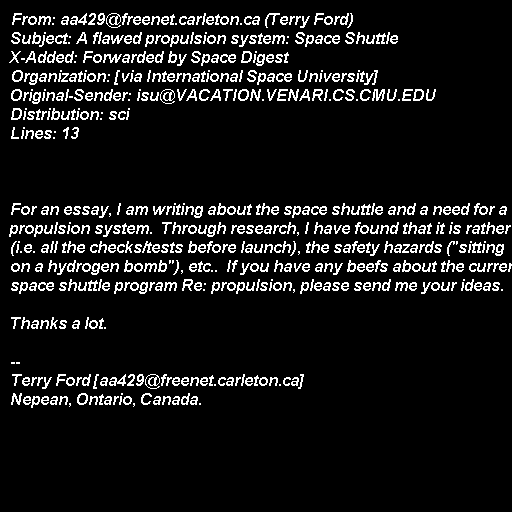 From: aa429@freenet.carleton.ca (Terry Ford)
Subject: A flawed propulsion system: Space Shuttle
X-Added: Forwarded by Space Digest
Organization: [via International Space University]
Original-Sender: isu@VACATION.VENARI.CS.CMU.EDU
Distribution: sci
Lines: 13
For an essay, I am writing about the space shuttle and a need for a
propulsion system.  Through research, I have found that it is rather
(i.e. all the checks/tests before launch), the safety hazards ("sitting
on a hydrogen bomb"), etc..  If you have any beefs about the
space shuttle program Re: propulsion, please send me your ideas.
Thanks a lot.
--
Terry Ford [aa429@freenet.carleton.ca]
Nepean, Ontario, Canada.